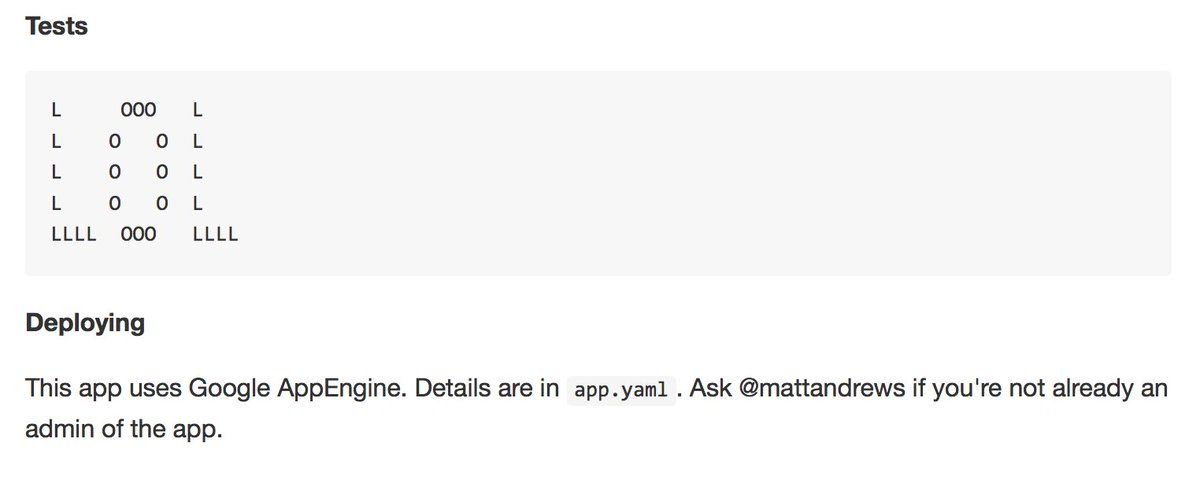 Tests
L     OOO   L
L    O   O  L
L    O   O  L
L    O   O  L
LLLL  OOO   LLLL
Deploying
This app uses Google AppEngine. Details are in app.yaml . Ask @mattandrews if you're not already an
admin of the app.